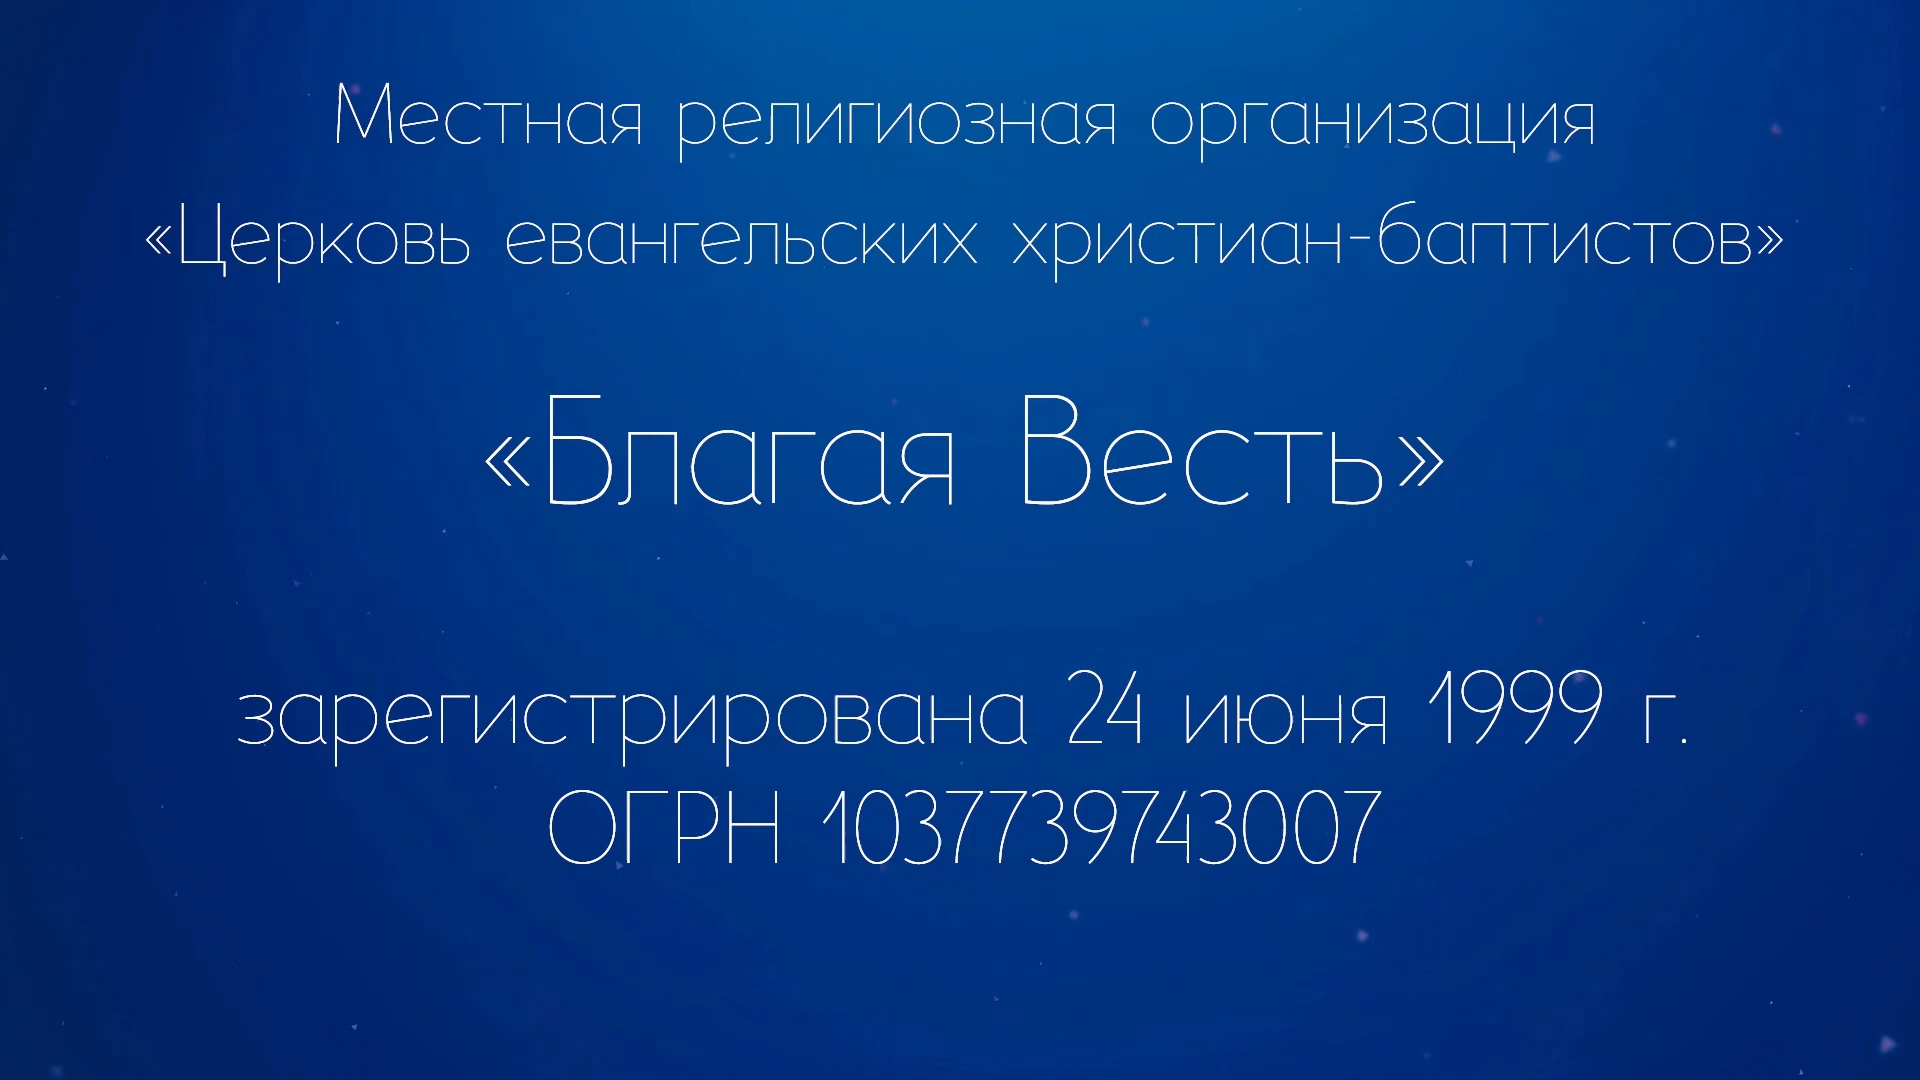 Местная религиозная организация
«Церковь евангельских христиан-баптистов»
«Благая Весть»
зарегистрирована 24 июня 1999 г.
ОГРН 1037739743007